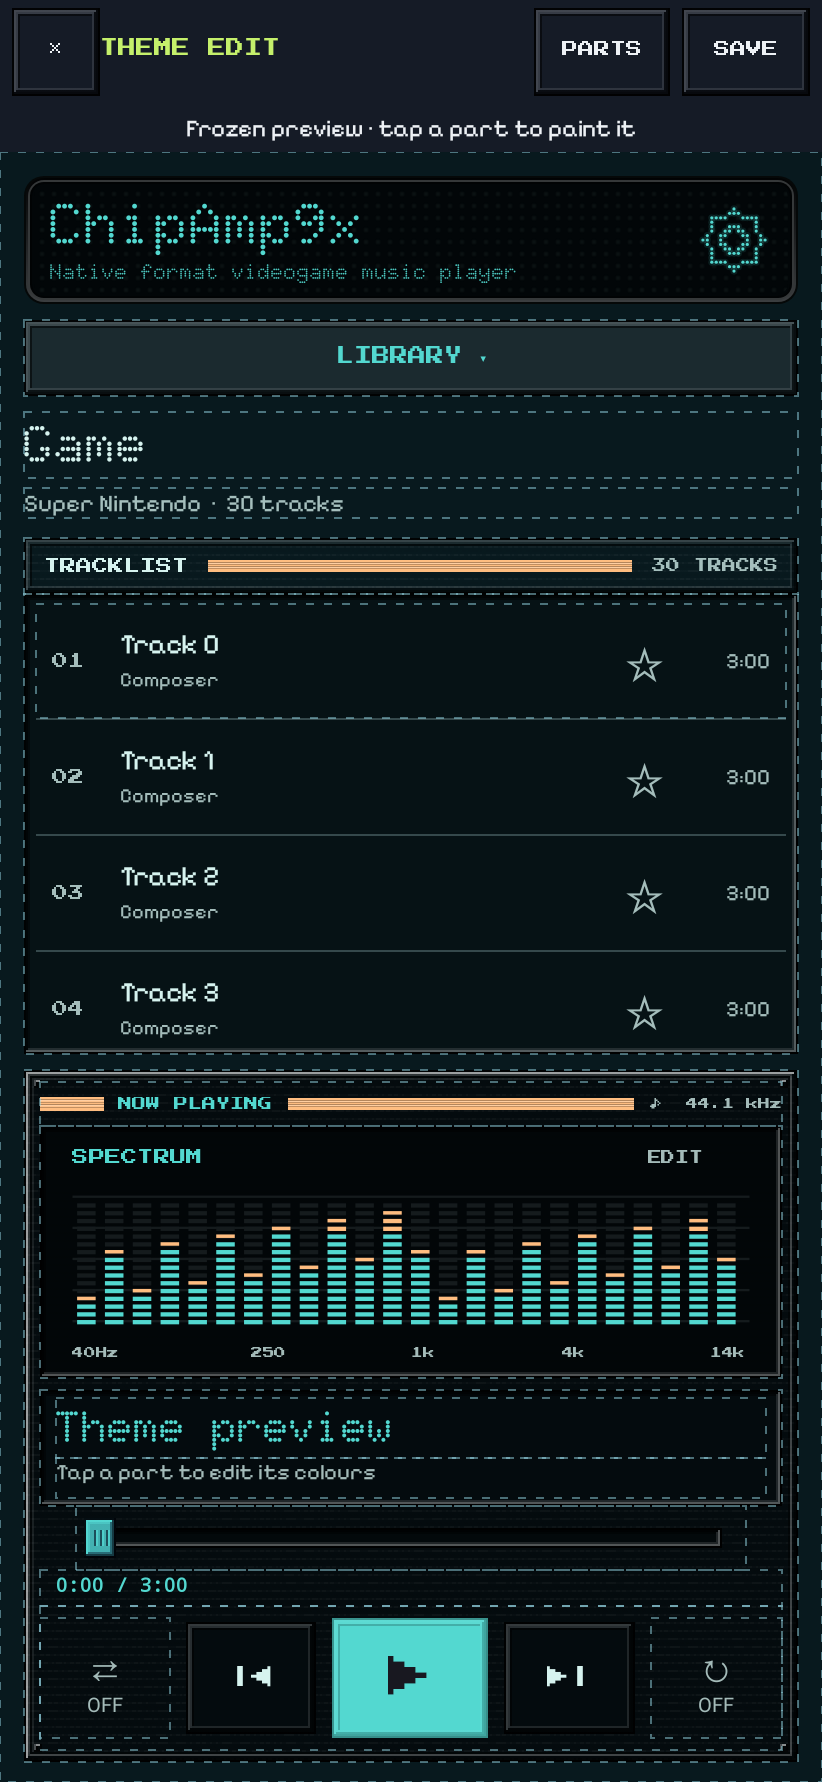 × THEME EDIT PARTS SAVE
Frozen preview · tap a part to paint it
ChipAmp9x
Native format videogame music player
LIBRARY ▾
Game
Super Nintendo · 30 tracks
TRACKLIST 30 TRACKS
01 Track 0 ☆ 3:00
Composer
02 Track 1 ☆ 3:00
Composer
03 Track 2 ☆ 3:00
Composer
04 Track 3 ☆ 3:00
Composer
NOW PLAYING ♪ 44.1 kHz
SPECTRUM EDIT
40Hz 250 1k 4k 14k
Theme preview
Tap a part to edit its colours
0:00 / 3:00
OFF OFF